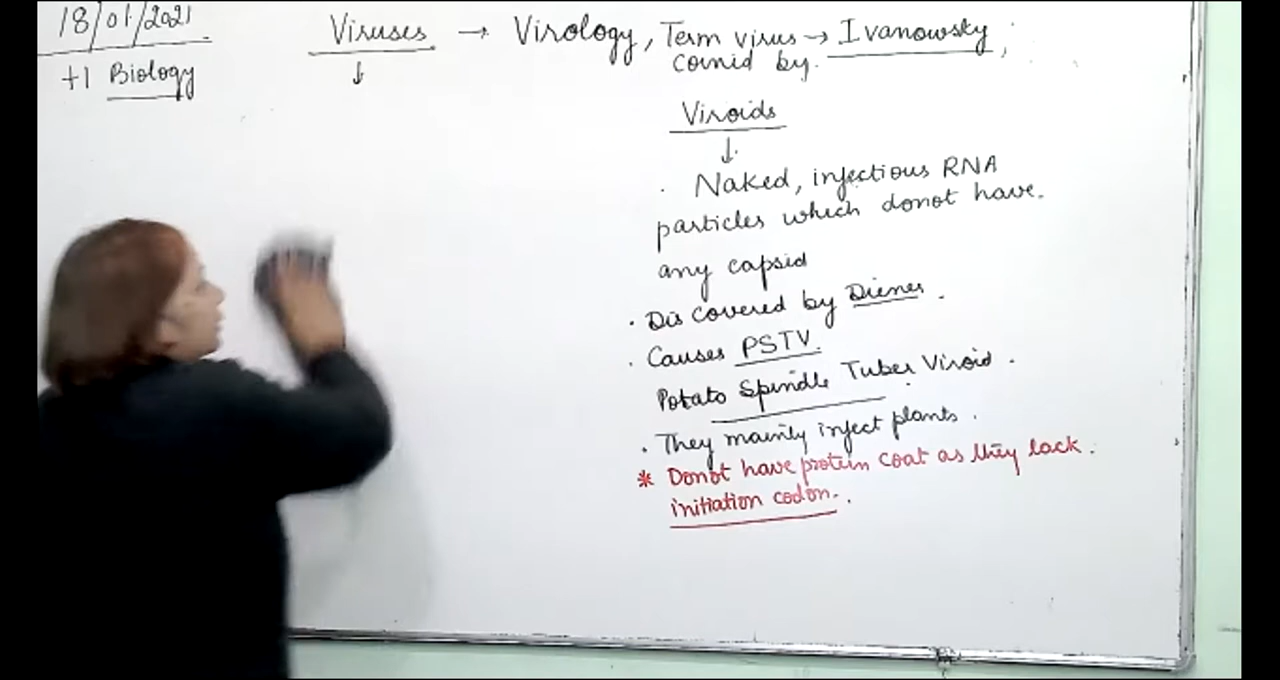 18/01/2021
+1 Biology
Viruses → Virology, Term virus → Ivanowsky,
coinid by.
↓
Viroids
↓
. Naked, infectious RNA
particles which donot have.
any capsid
. Discovered by Dienes.
. Causes PSTV.
Potato Spindle Tuber Viroid.
. They mainly inject plants.
* Donot have protein coat as they lack.
initiation codon.